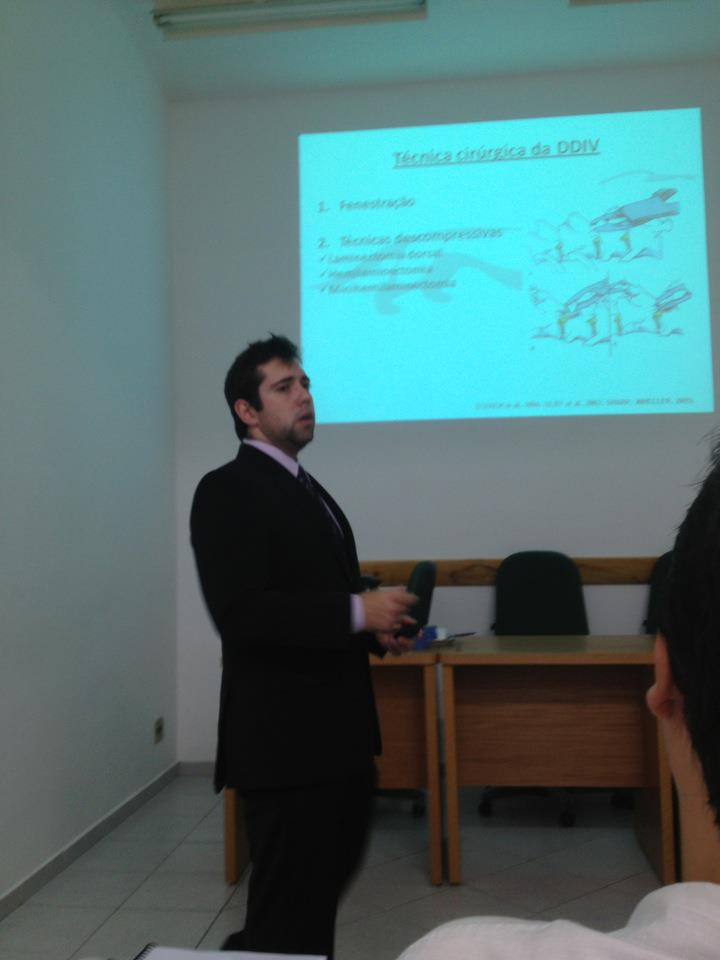 Técnica cirúrgica da DDIV
1. Fenestração
2. Técnicas descompressivas
✓Laminectomia dorsal
✓Hemilaminectomia
✓Minihemilaminectomia